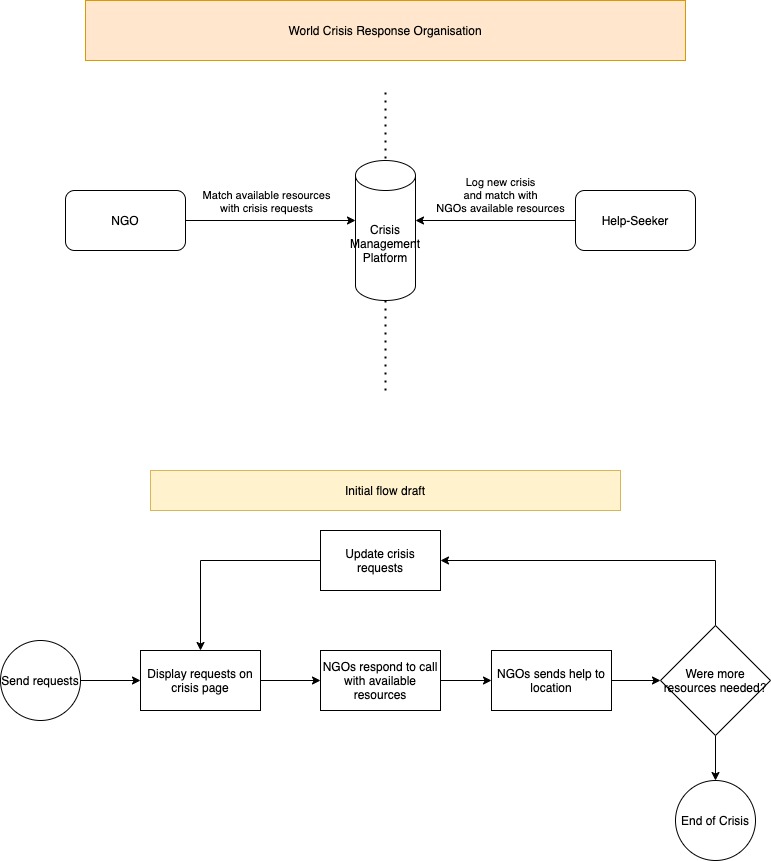 World Crisis Response Organisation
Match available resources
with crisis requests
Log new crisis
and match with
NGOs available resources
NGO
Crisis
Management
Platform
Help-Seeker
Initial flow draft
Update crisis
requests
Send requests
Display requests on
crisis page
NGOs respond to call
with available
resources
NGOs sends help to
location
Were more
resources needed?
End of Crisis